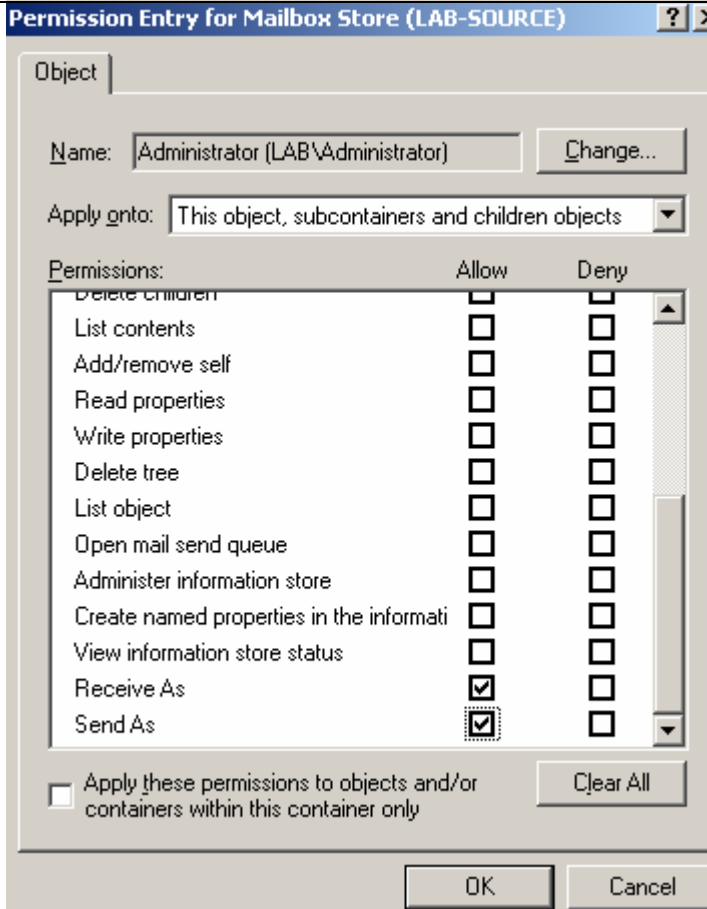 Permission Entry for Mailbox Store (LAB-SOURCE)
Object
Name: Administrator (LAB\Administrator) Change...
Apply onto: This object, subcontainers and children objects
Permissions: Allow Deny
Delete children
List contents
Add/remove self
Read properties
Write properties
Delete tree
List object
Open mail send queue
Administer information store
Create named properties in the informati
View information store status
Receive As
Send As
Apply these permissions to objects and/or
containers within this container only
Clear All
OK Cancel